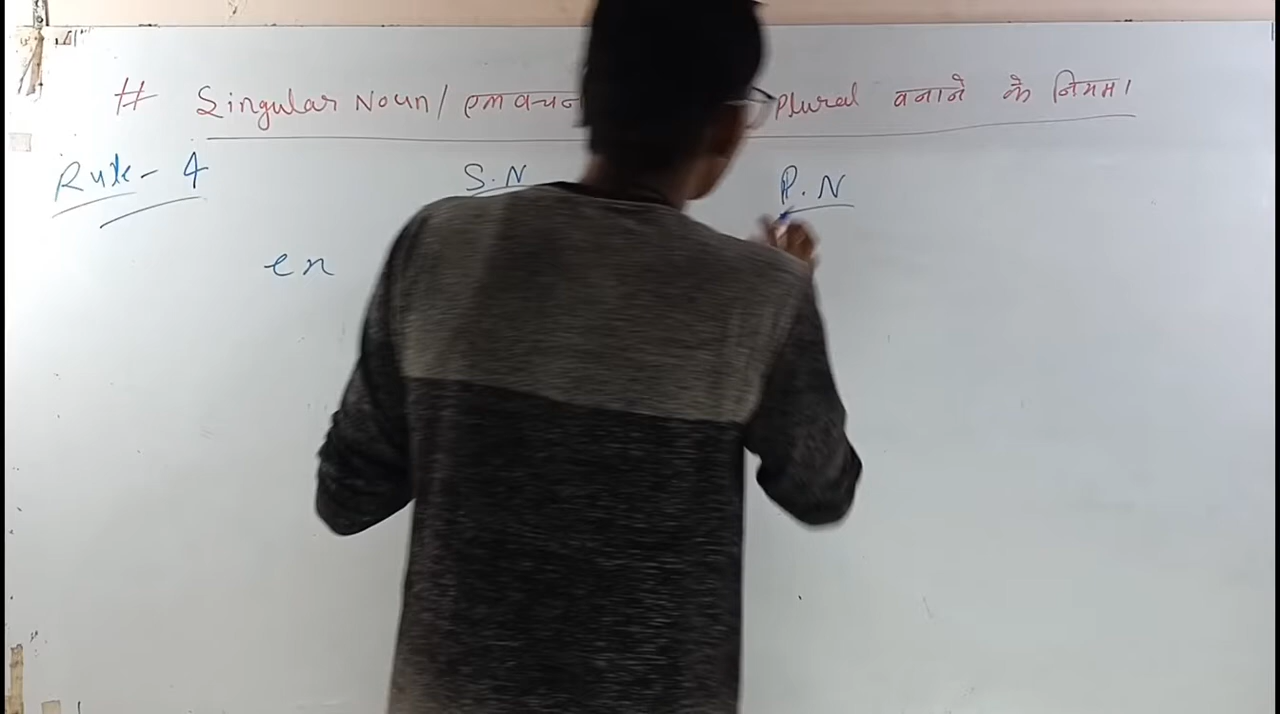 # Singular Noun/ एकवचन Plural बनाने के नियम।
Rule- 4 S.N P.N
en